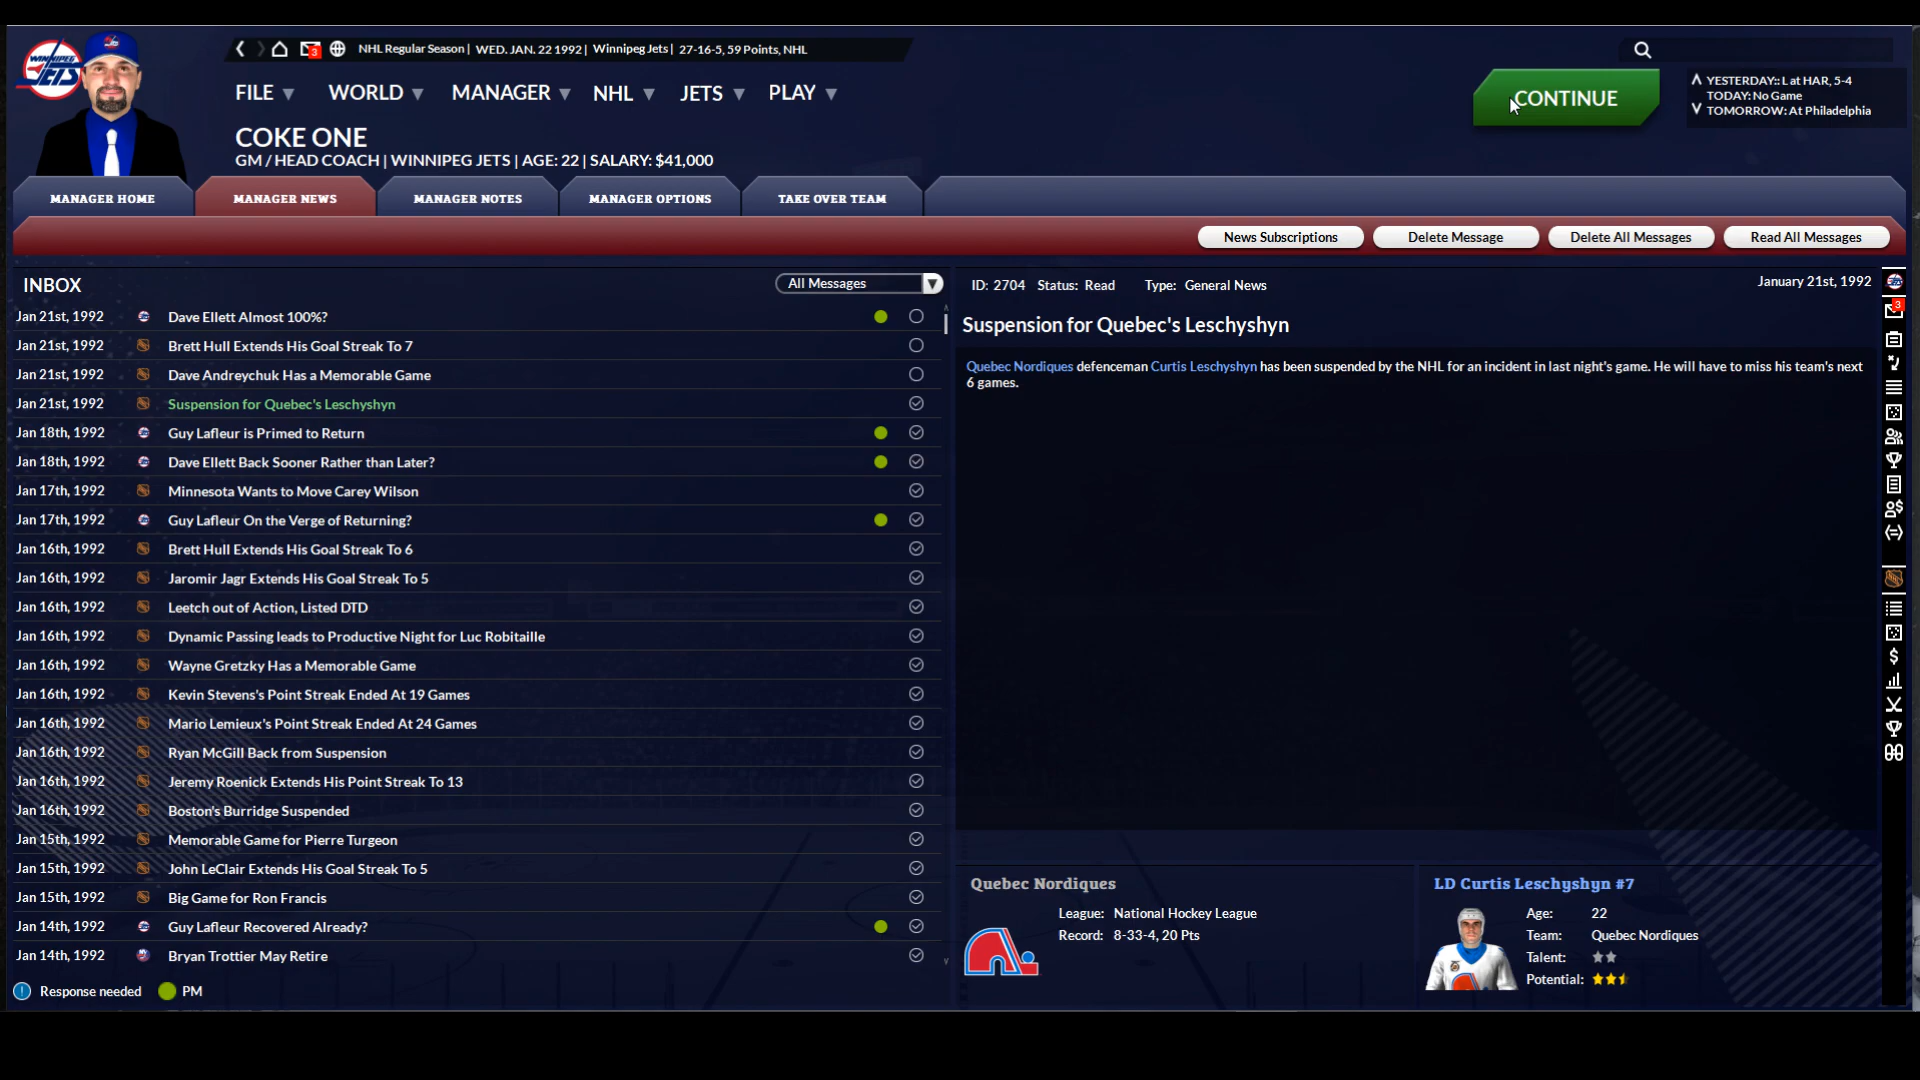 3 NHL Regular Season | WED. JAN. 22 1992 | Winnipeg Jets | 27-16-5, 59 Points, NHL
FILE WORLD MANAGER NHL JETS PLAY
CONTINUE
YESTERDAY:: L at HAR, 5-4
TODAY: No Game
TOMORROW: At Philadelphia
WINNIPEG
JETS
COKE ONE
GM / HEAD COACH | WINNIPEG JETS | AGE: 22 | SALARY: $41,000
MANAGER HOME MANAGER NEWS MANAGER NOTES MANAGER OPTIONS TAKE OVER TEAM
News Subscriptions Delete Message Delete All Messages Read All Messages
INBOX All Messages
Jan 21st, 1992 Dave Ellett Almost 100%?
Jan 21st, 1992 Brett Hull Extends His Goal Streak To 7
Jan 21st, 1992 Dave Andreychuk Has a Memorable Game
Jan 21st, 1992 Suspension for Quebec's Leschyshyn
Jan 18th, 1992 Guy Lafleur is Primed to Return
Jan 18th, 1992 Dave Ellett Back Sooner Rather than Later?
Jan 17th, 1992 Minnesota Wants to Move Carey Wilson
Jan 17th, 1992 Guy Lafleur On the Verge of Returning?
Jan 16th, 1992 Brett Hull Extends His Goal Streak To 6
Jan 16th, 1992 Jaromir Jagr Extends His Goal Streak To 5
Jan 16th, 1992 Leetch out of Action, Listed DTD
Jan 16th, 1992 Dynamic Passing leads to Productive Night for Luc Robitaille
Jan 16th, 1992 Wayne Gretzky Has a Memorable Game
Jan 16th, 1992 Kevin Stevens's Point Streak Ended At 19 Games
Jan 16th, 1992 Mario Lemieux's Point Streak Ended At 24 Games
Jan 16th, 1992 Ryan McGill Back from Suspension
Jan 16th, 1992 Jeremy Roenick Extends His Point Streak To 13
Jan 16th, 1992 Boston's Burridge Suspended
Jan 15th, 1992 Memorable Game for Pierre Turgeon
Jan 15th, 1992 John LeClair Extends His Goal Streak To 5
Jan 15th, 1992 Big Game for Ron Francis
Jan 14th, 1992 Guy Lafleur Recovered Already?
Jan 14th, 1992 Bryan Trottier May Retire
Response needed PM
ID: 2704 Status: Read Type: General News January 21st, 1992
Suspension for Quebec's Leschyshyn
Quebec Nordiques defenceman Curtis Leschyshyn has been suspended by the NHL for an incident in last night's game. He will have to miss his team's next
6 games.
Quebec Nordiques
League: National Hockey League
Record: 8-33-4, 20 Pts
LD Curtis Leschyshyn #7
Age: 22
Team: Quebec Nordiques
Talent:
Potential:
3